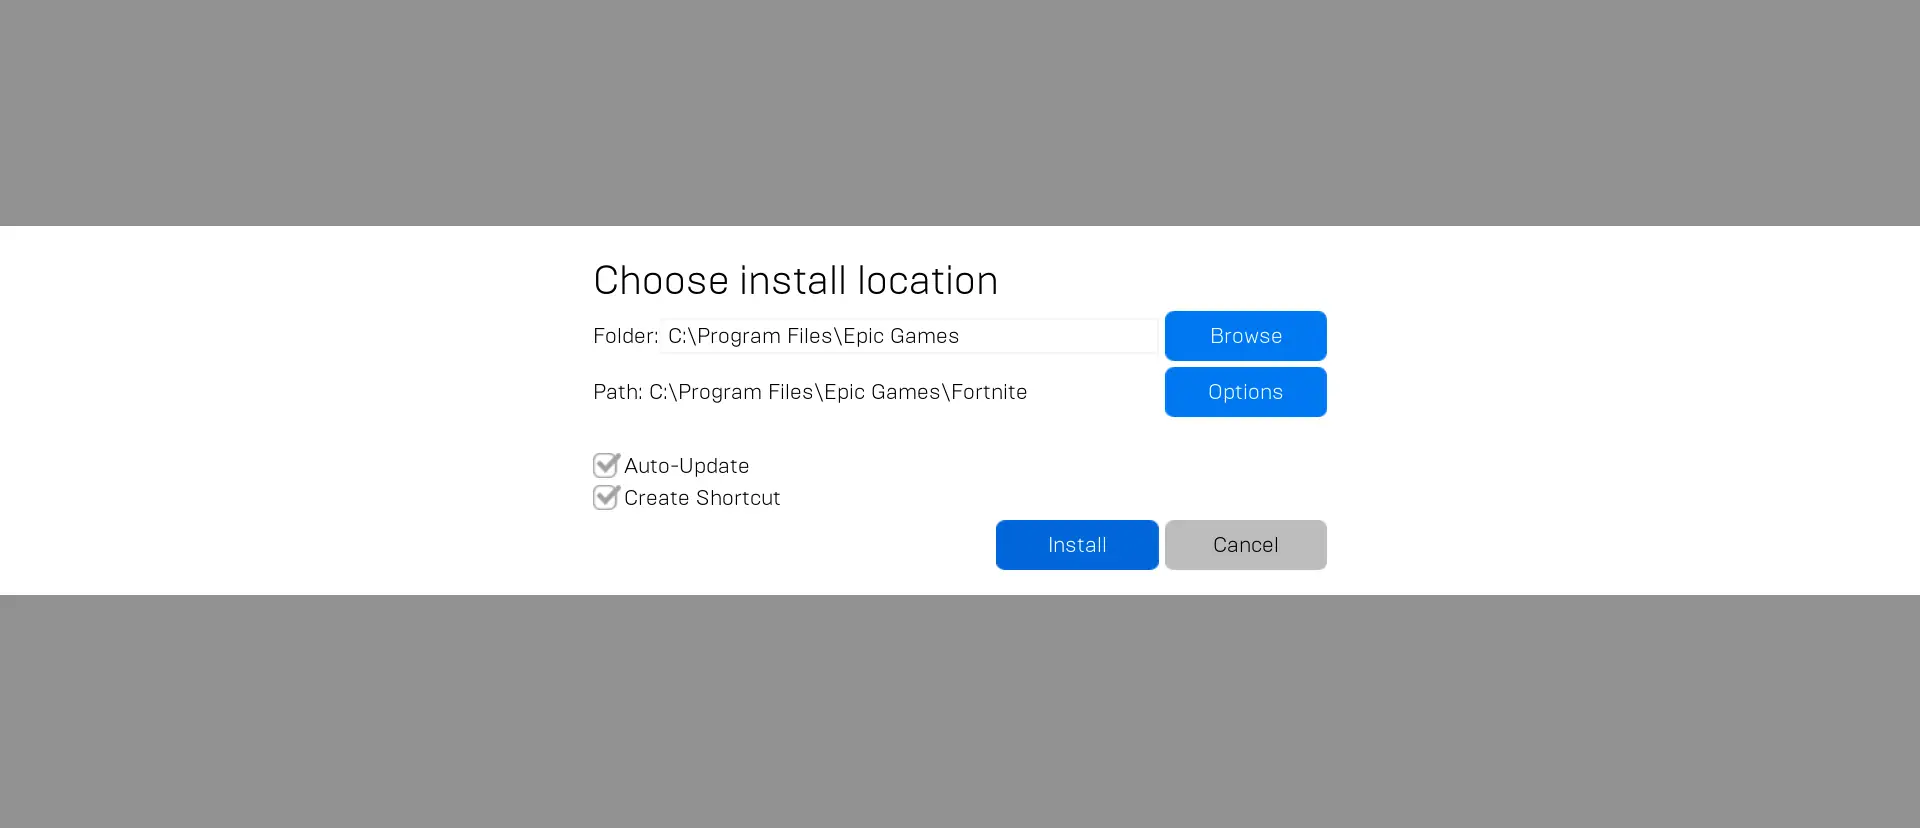 Choose install location
Folder: C:\Program Files\Epic Games Browse
Path: C:\Program Files\Epic Games\Fortnite Options
Auto-Update
Create Shortcut
Install Cancel